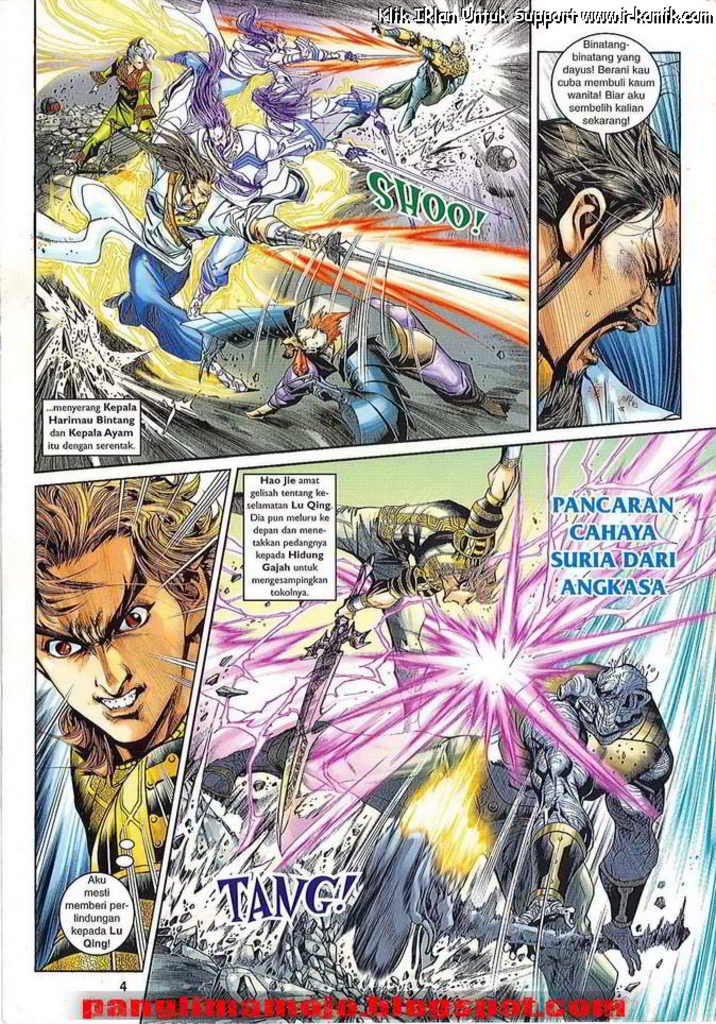 Klik Iklan Untuk Support www.ir-komik.com
SHOO!
Binatang-
binatang yang
dayus! Berani kau
cuba membuli kaum
wanita! Biar aku
sembelih kalian
sekarang!
...menyerang Kepala
Harimau Bintang
dan Kepala Ayam
itu dengan serentak.
Hao Jie amat
gelisah tentang ke-
selamatan Lu Qing.
Dia pun meluru ke
depan dan mene-
takkan pedangnya
kepada Hidung
Gajah untuk
mengesampingkan
tokolnya.
PANCARAN
CAHAYA
SURIA DARI
ANGKASA
Aku
mesti
memberi per-
lindungan
kepada Lu
Qing!
TANG!
4
panglimamojo.blogspot.com